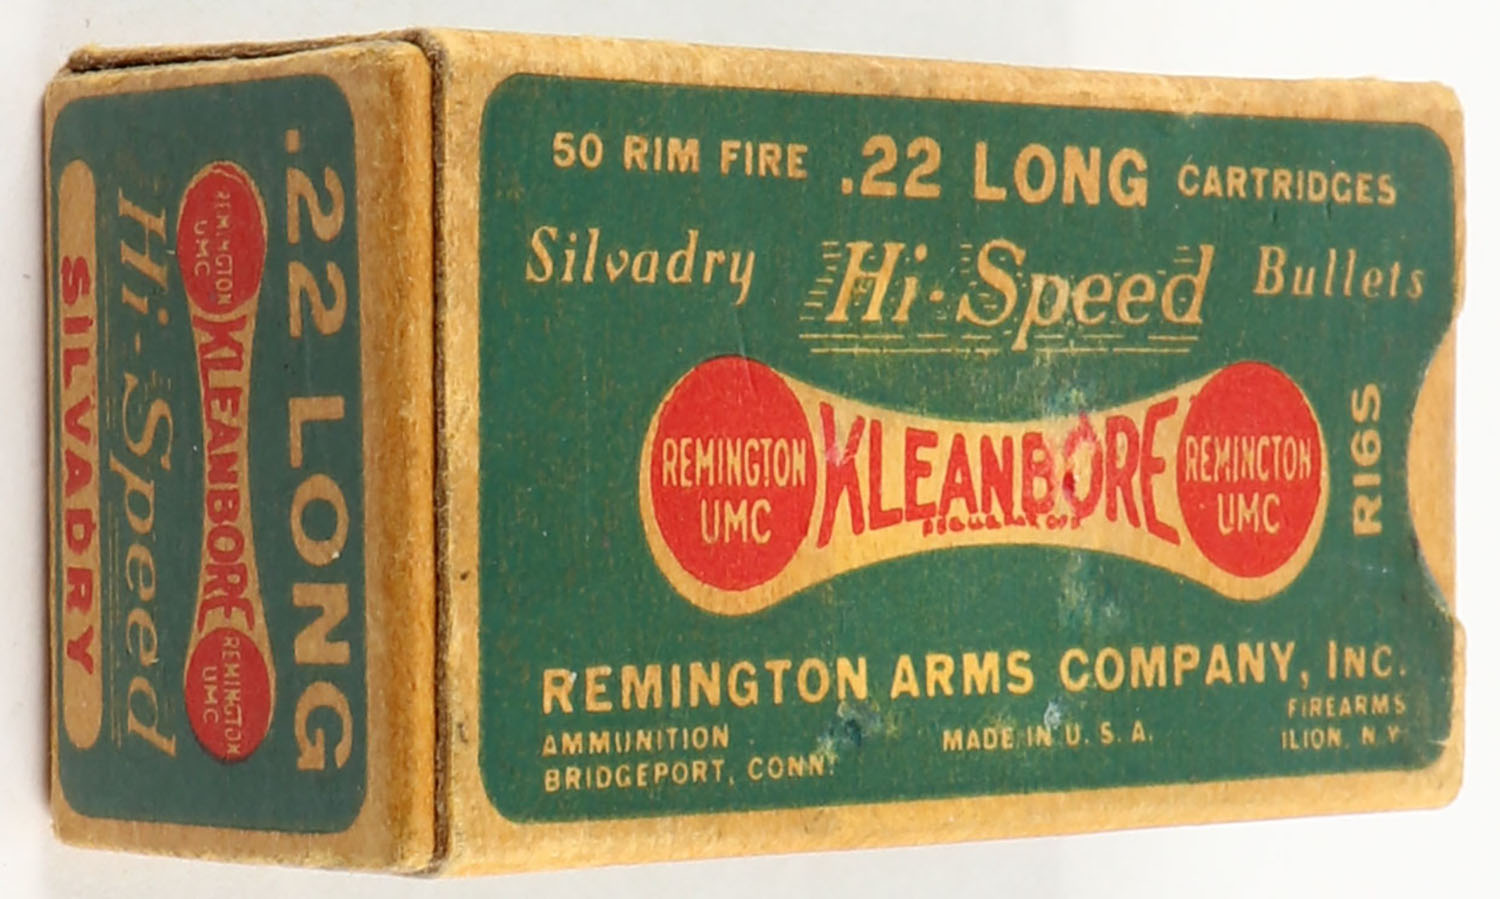 50 RIM FIRE .22 LONG CARTRIDGES
Silvadry Hi-Speed Bullets
REMINGTON UMC KLEANBORE REMINGTON UMC
R16S
REMINGTON ARMS COMPANY, INC.
AMMUNITION
BRIDGEPORT, CONN.
MADE IN U. S. A.
FIREARMS
ILION, N. Y.
.22 LONG
REMINGTON UMC KLEANBORE REMINGTON UMC
Hi-Speed
SILVADRY